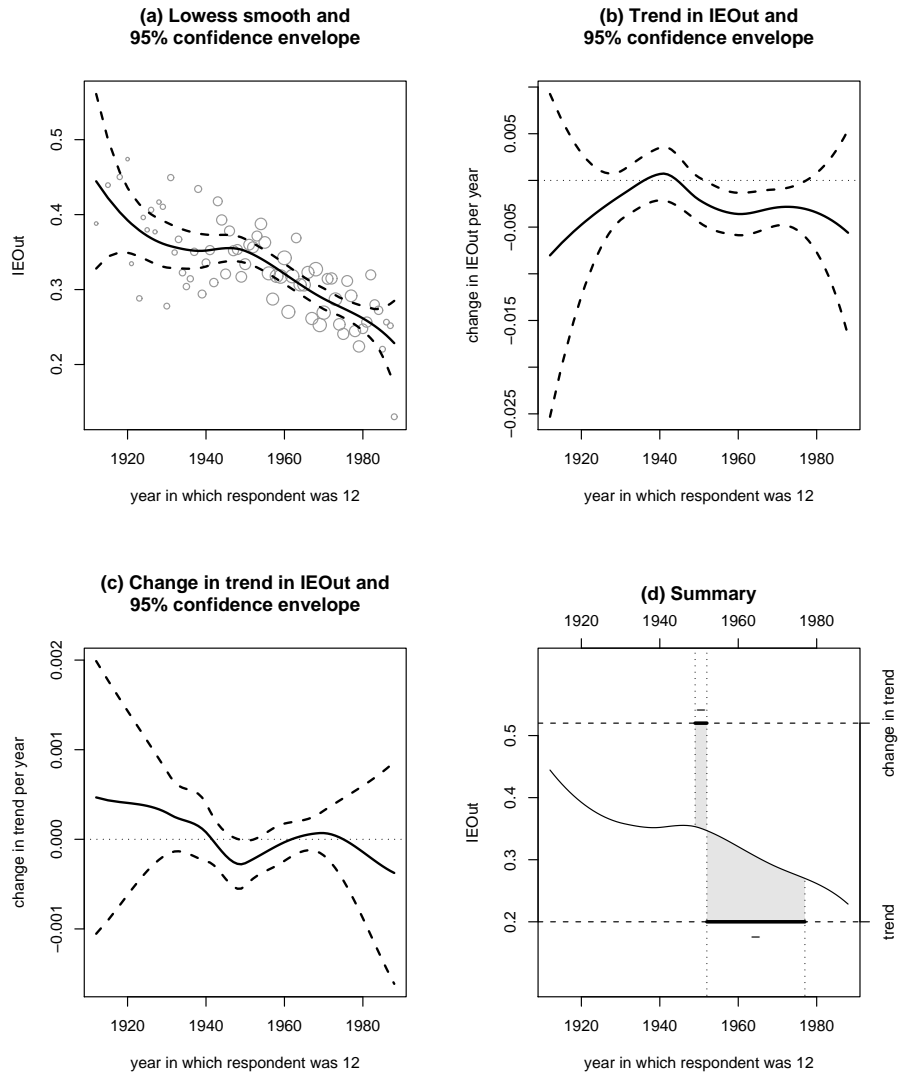 (a) Lowess smooth and
95% confidence envelope
IEOut
0.5
0.4
0.3
0.2
1920 1940 1960 1980
year in which respondent was 12
(b) Trend in IEOut and
95% confidence envelope
change in IEOut per year
0.005
−0.005
−0.015
−0.025
1920 1940 1960 1980
year in which respondent was 12
(c) Change in trend in IEOut and
95% confidence envelope
change in trend per year
0.002
0.001
0.000
−0.001
1920 1940 1960 1980
year in which respondent was 12
(d) Summary
1920 1940 1960 1980
IEOut
0.5
0.4
0.3
0.2
−
−
change in trend
trend
1920 1940 1960 1980
year in which respondent was 12